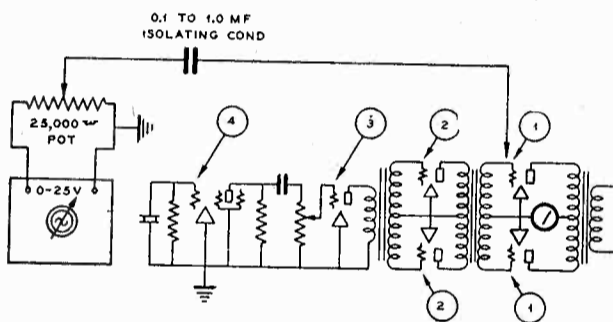 0.1 TO 1.0 MF
ISOLATING COND
25,000 ~
POT
0-25V
4
3
2
1
2
1